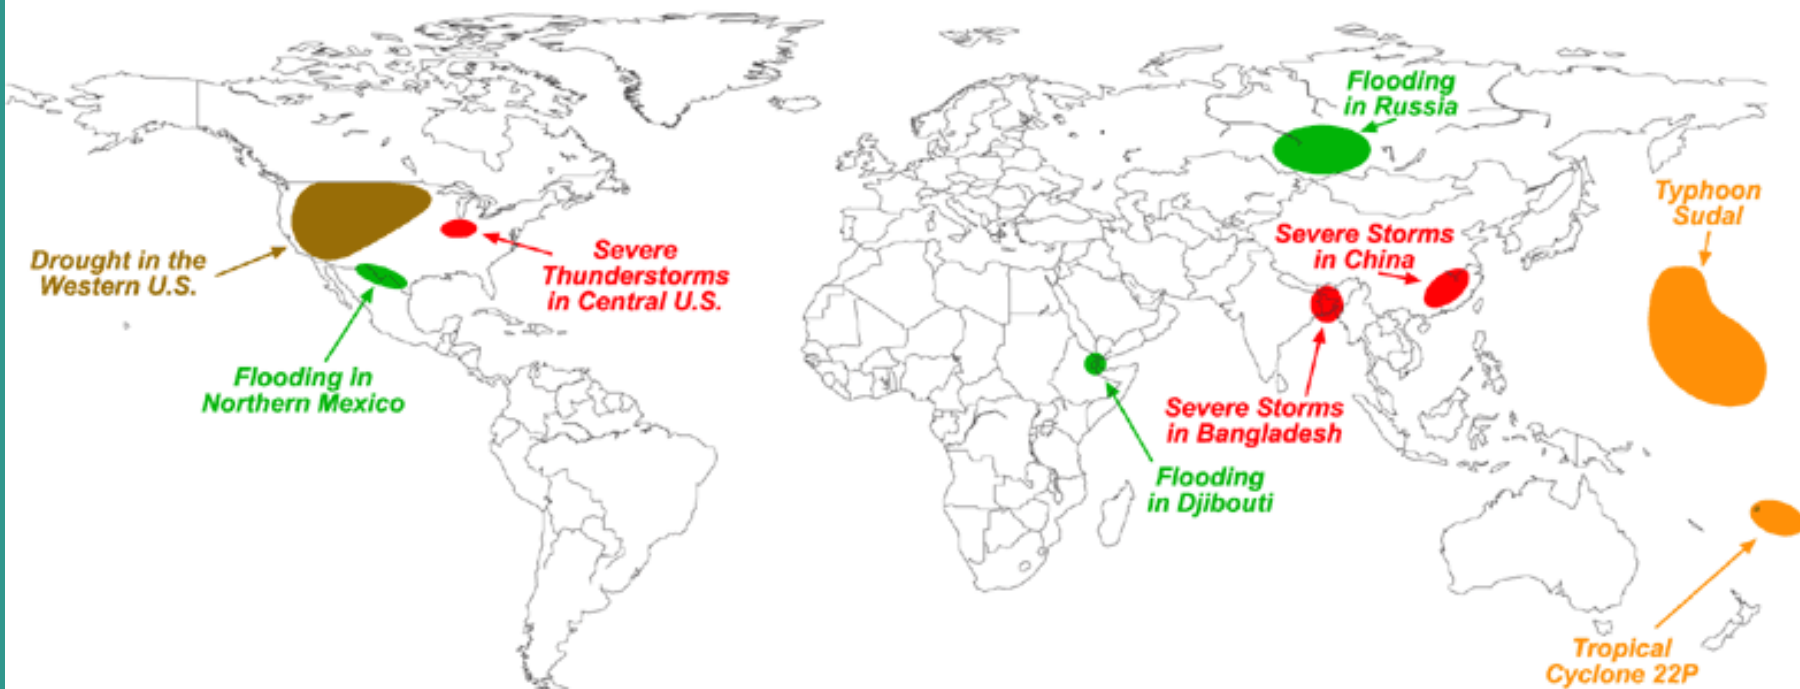 Flooding
in Russia
Typhoon
Sudal
Severe Storms
in China
Drought in the
Western U.S.
Severe
Thunderstorms
in Central U.S.
Flooding in
Northern Mexico
Severe Storms
in Bangladesh
Flooding
in Djibouti
Tropical
Cyclone 22P